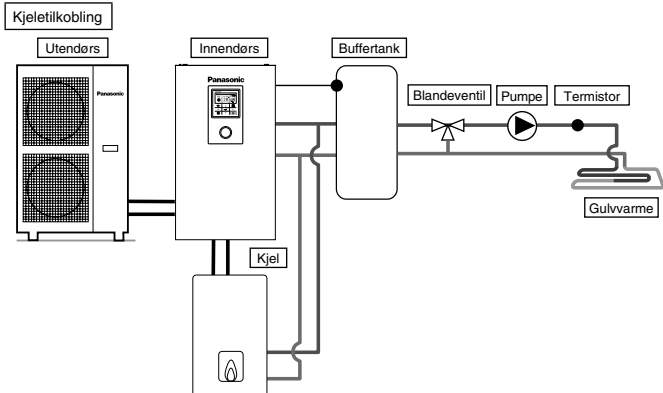 Kjeletilkobling
Utendørs
Innendørs
Buffertank
Panasonic
Panasonic
Blandeventil
Pumpe
Termistor
Gulvvarme
Kjel